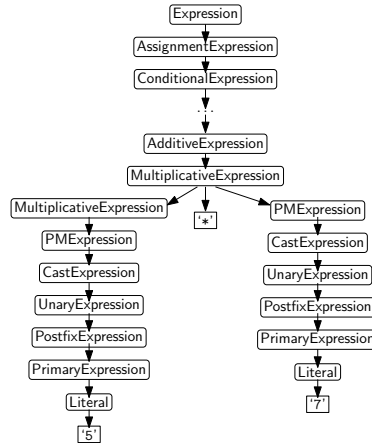 Expression
AssignmentExpression
ConditionalExpression
...
AdditiveExpression
MultiplicativeExpression
MultiplicativeExpression
‘*’
PMExpression
PMExpression
CastExpression
CastExpression
UnaryExpression
UnaryExpression
PostfixExpression
PostfixExpression
PrimaryExpression
PrimaryExpression
Literal
Literal
‘5’
‘7’